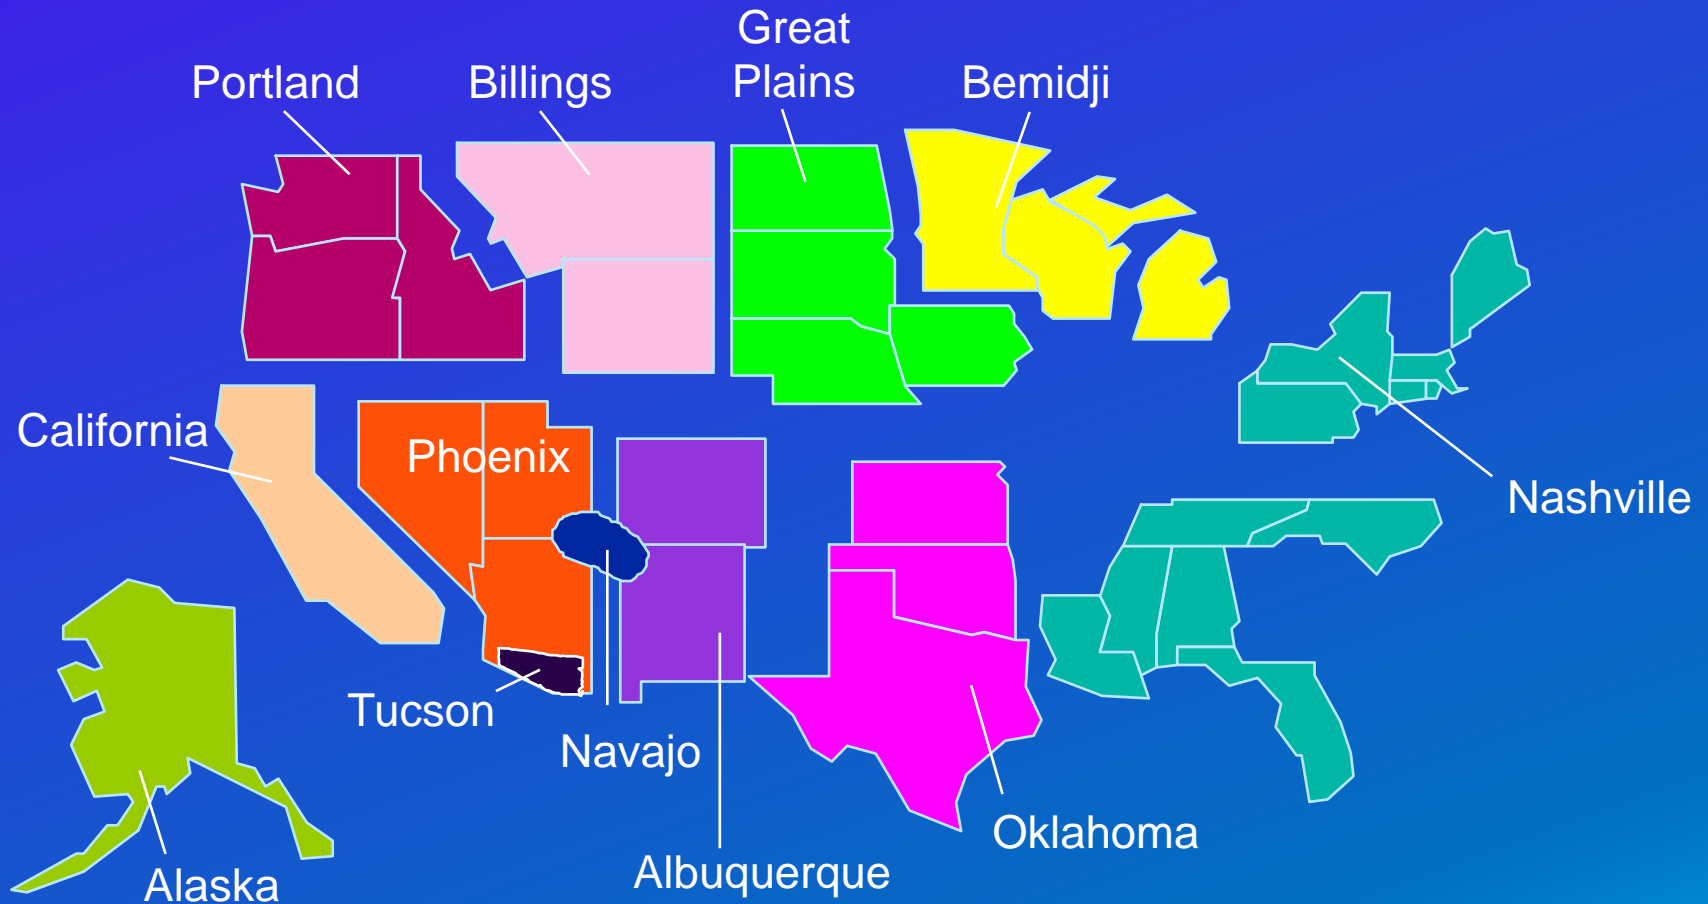 Great
Plains
Portland
Billings
Bemidji
California
Phoenix
Nashville
Tucson
Navajo
Oklahoma
Albuquerque
Alaska